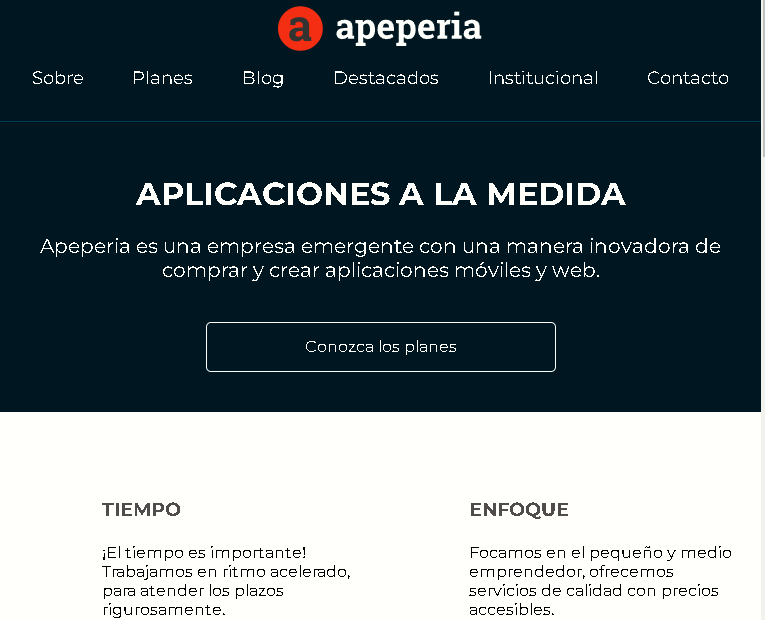 a apeperia
Sobre Planes Blog Destacados Institucional Contacto
APLICACIONES A LA MEDIDA
Apeperia es una empresa emergente con una manera inovadora de
comprar y crear aplicaciones móviles y web.
Conozca los planes
TIEMPO
¡El tiempo es importante!
Trabajamos en ritmo acelerado,
para atender los plazos
rigurosamente.
ENFOQUE
Focamos en el pequeño y medio
emprendedor, ofrecemos
servicios de calidad con precios
accesibles.